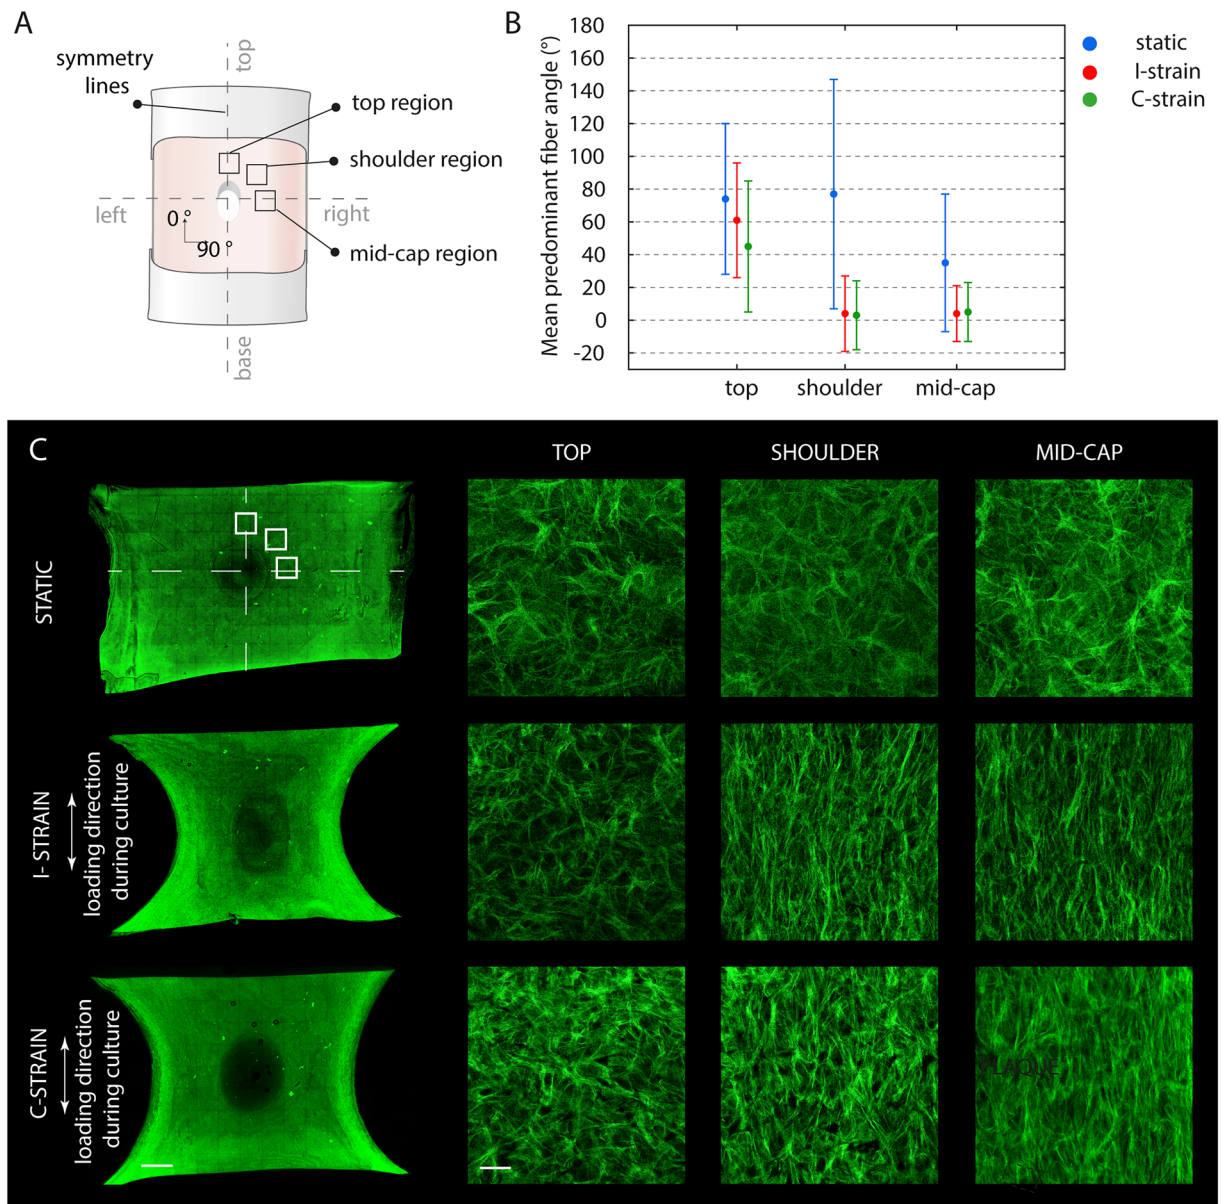 A
symmetry
lines
top
top region
shoulder region
left
right
0 °
90 °
mid-cap region
base
B
Mean predominant fiber angle (°)
180
160
140
120
100
80
60
40
20
0
-20
top
shoulder
mid-cap
static
I-strain
C-strain
C
TOP
SHOULDER
MID-CAP
STATIC
I- STRAIN
loading direction
during culture
C-STRAIN
loading direction
during culture
LAQUE